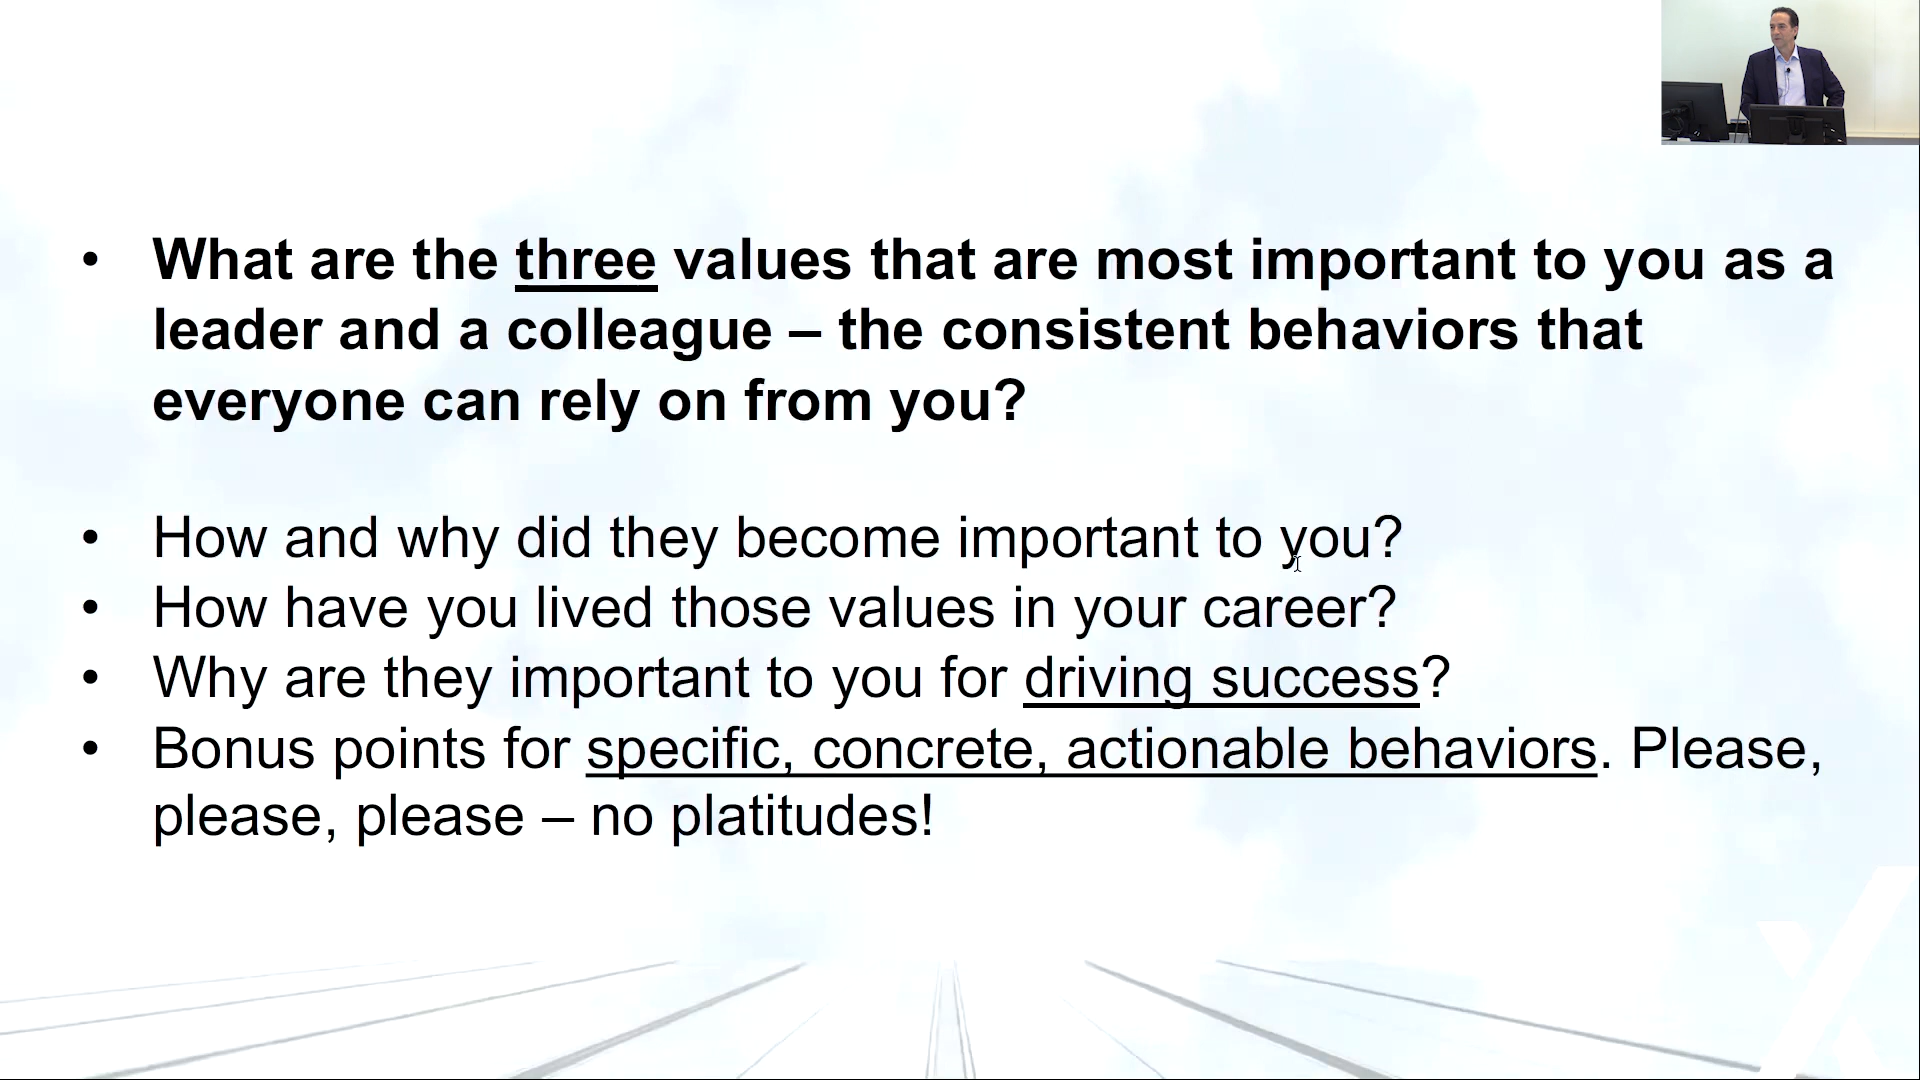 • What are the three values that are most important to you as a
leader and a colleague – the consistent behaviors that
everyone can rely on from you?
• How and why did they become important to you?
• How have you lived those values in your career?
• Why are they important to you for driving success?
• Bonus points for specific, concrete, actionable behaviors. Please,
please, please – no platitudes!